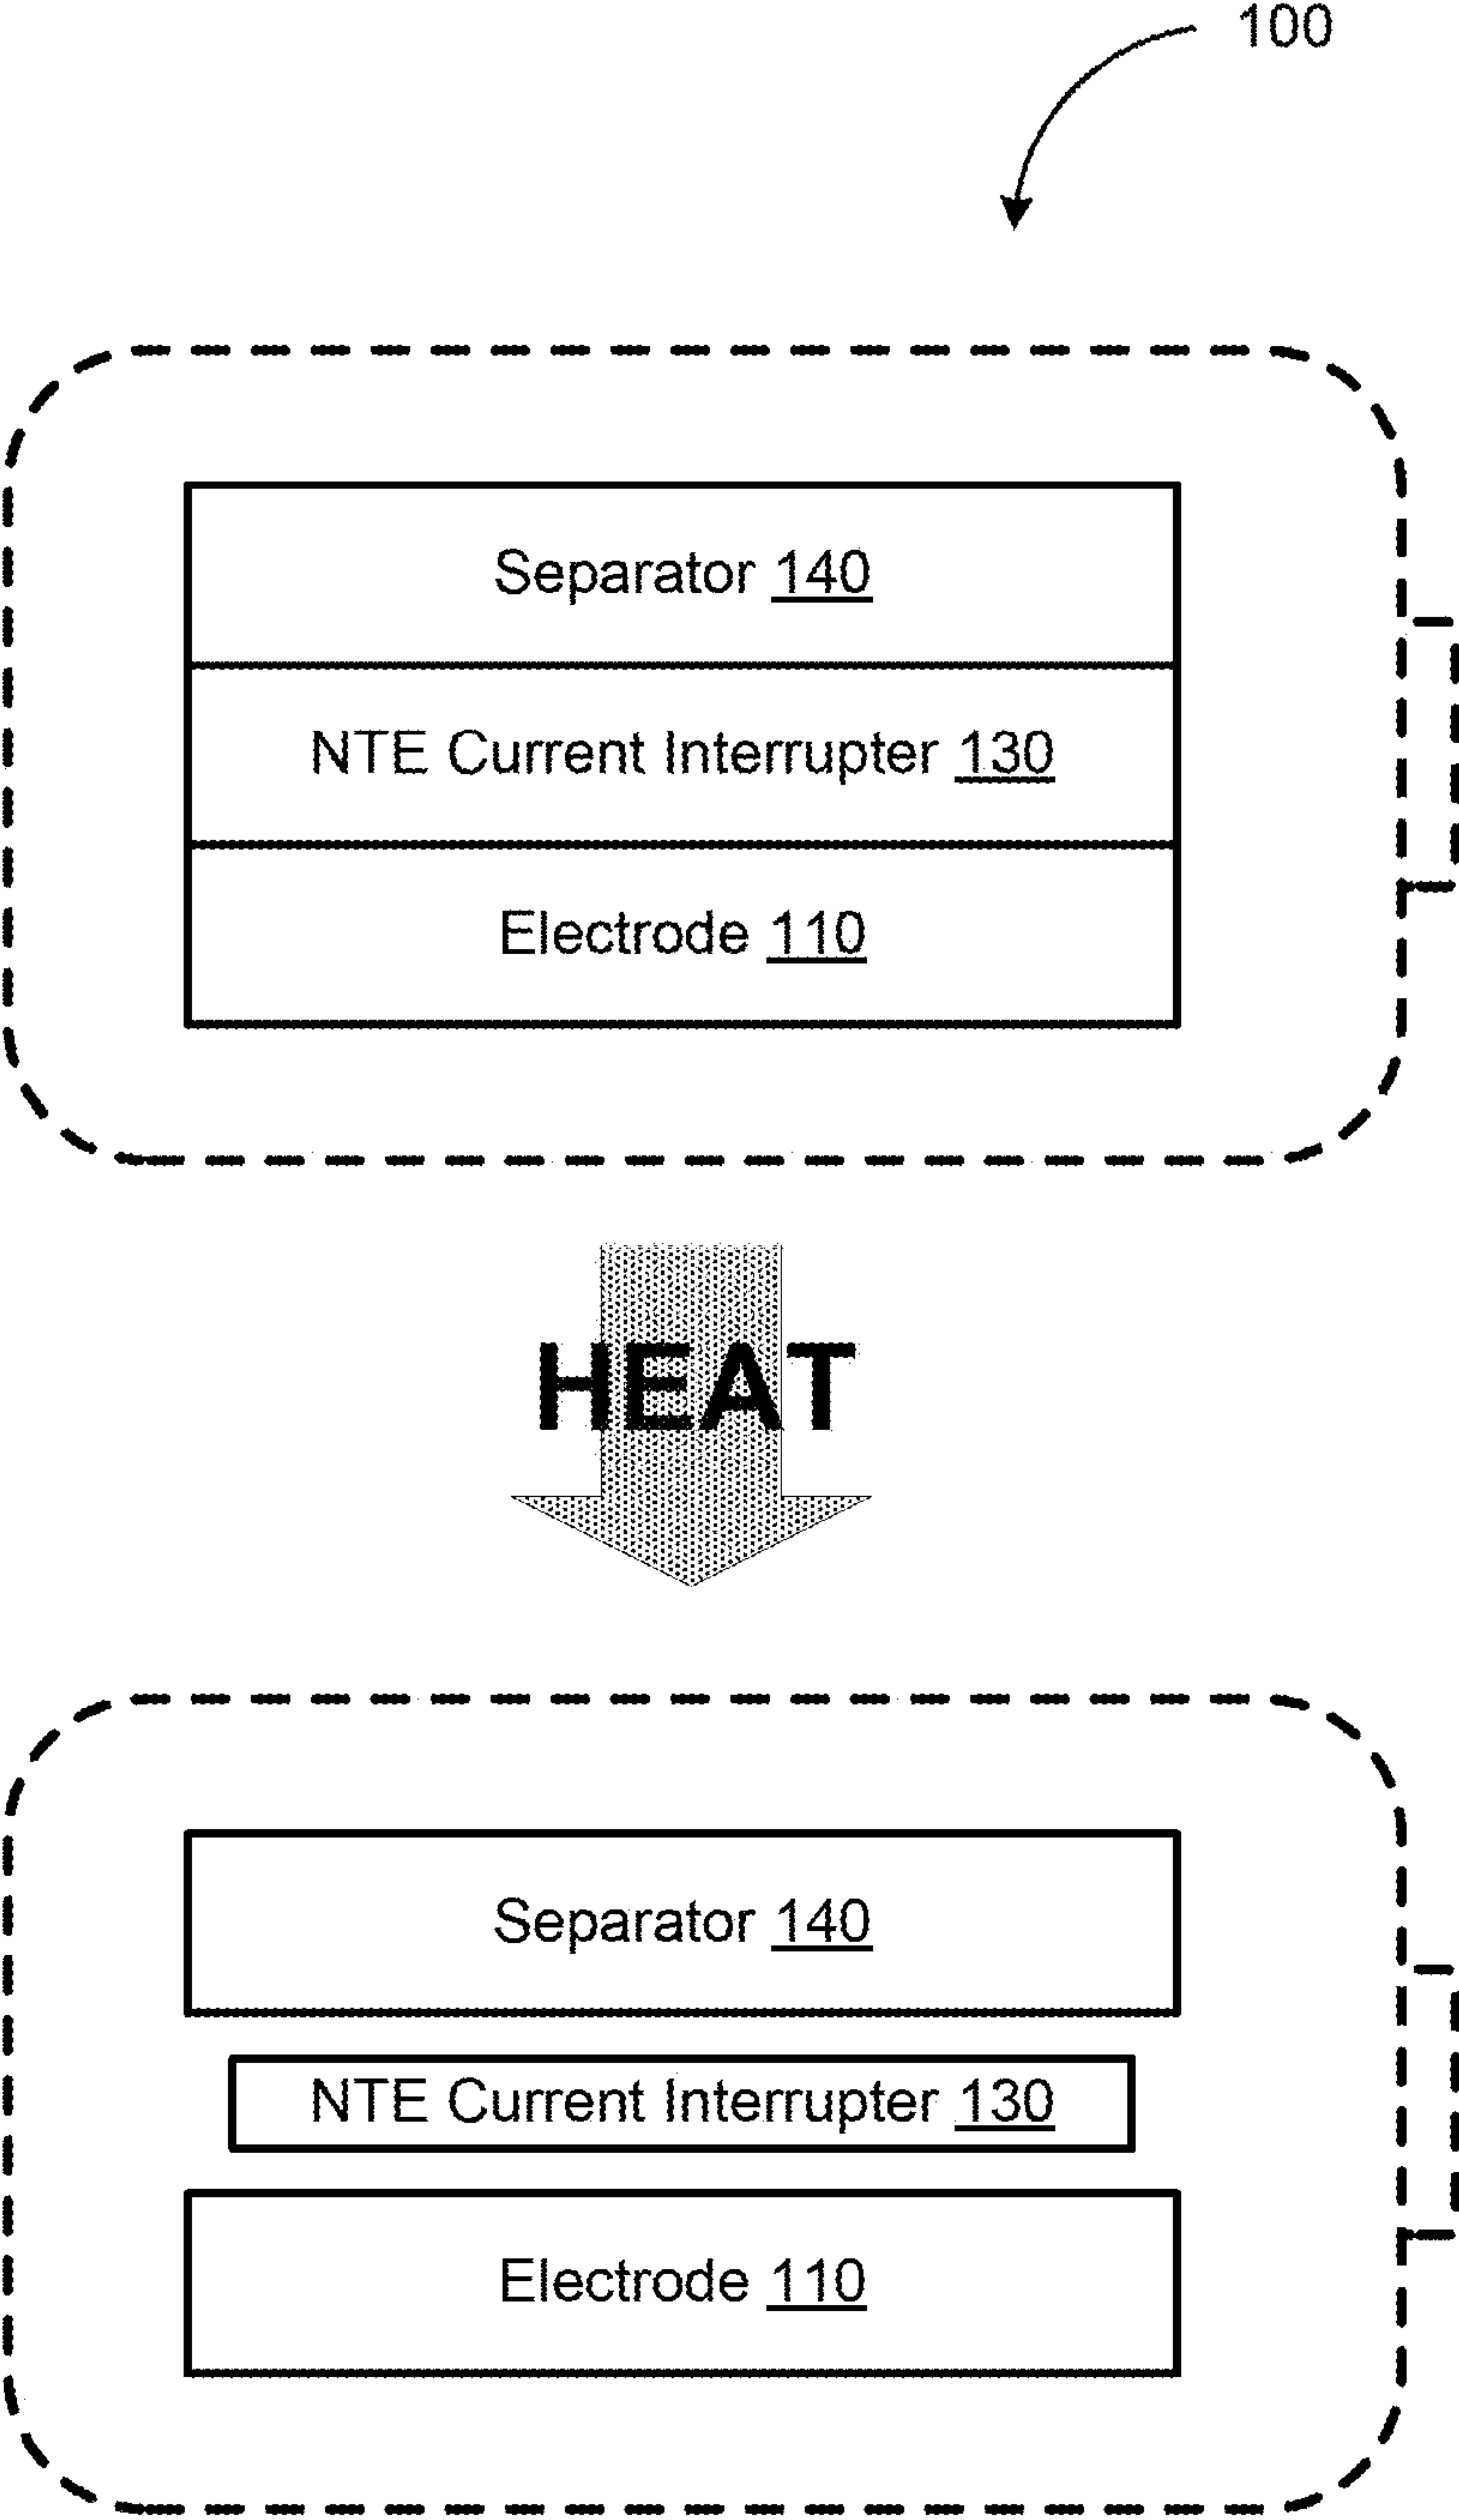 100
Separator 140
NTE Current Interrupter 130
Electrode 110
HEAT
Separator 140
NTE Current Interrupter 130
Electrode 110